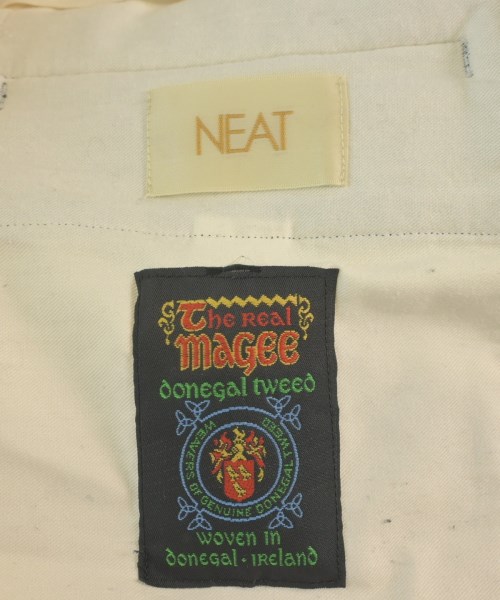 NEAT
The Real
Magee
donegal tweed
WEAVERS OF GENUINE DONEGAL TWEED
woven in
donegal · ireland